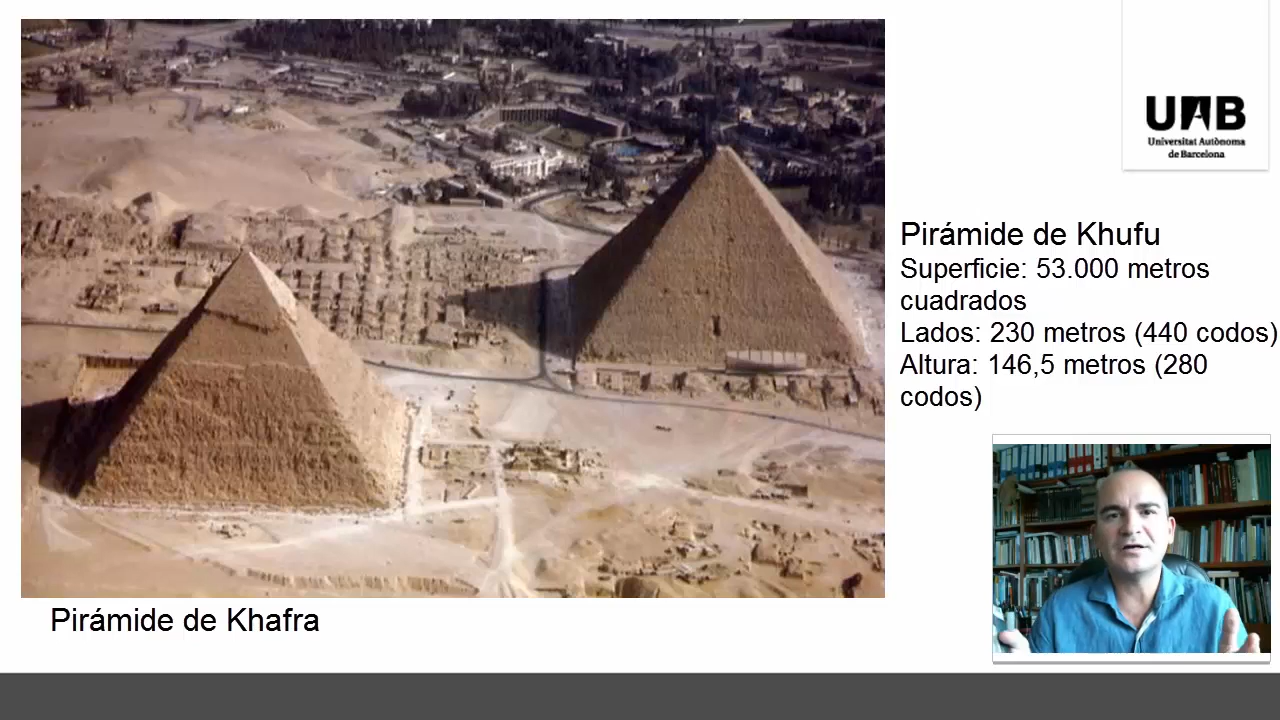 UAB
Universitat Autònoma
de Barcelona
Pirámide de Khufu
Superficie: 53.000 metros
cuadrados
Lados: 230 metros (440 codos)
Altura: 146,5 metros (280
codos)
Pirámide de Khafra